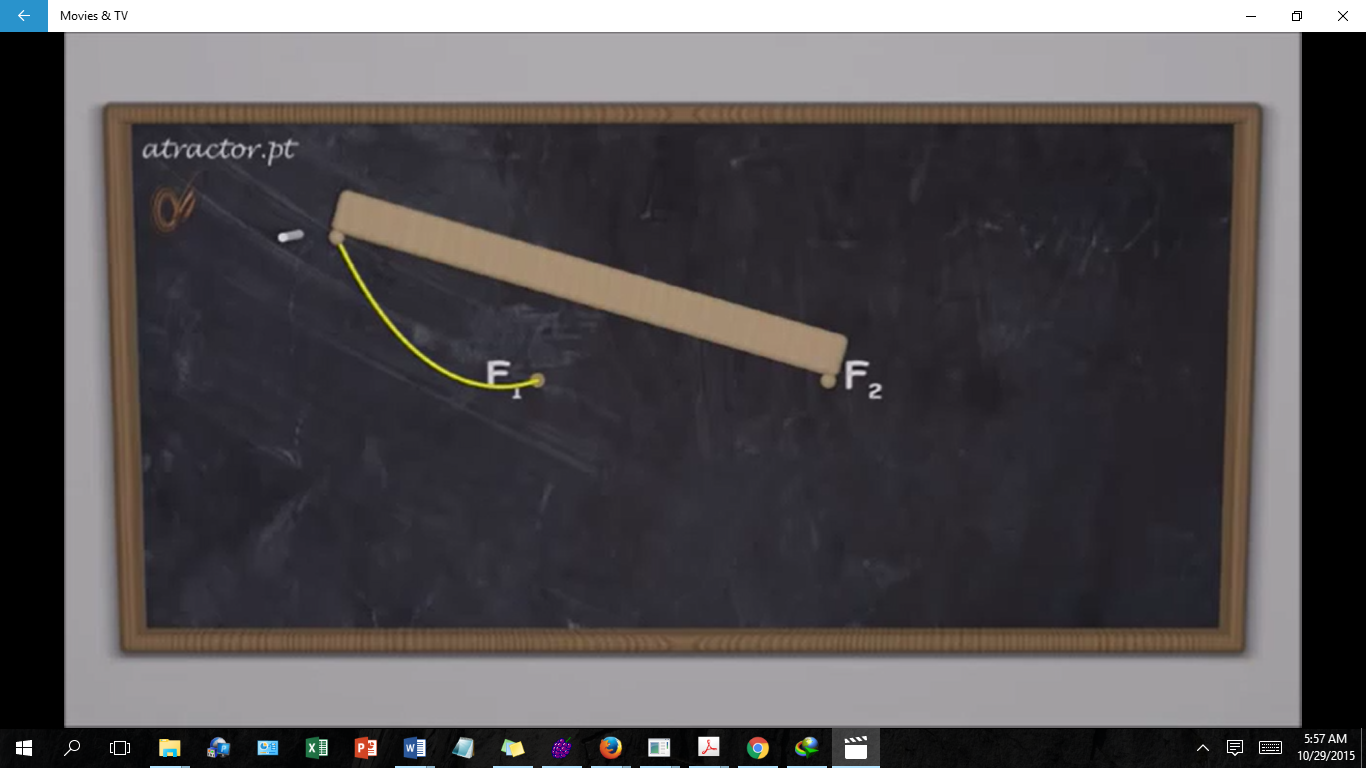 Movies & TV
atractor.pt
F1
F2
5:57 AM
10/29/2015